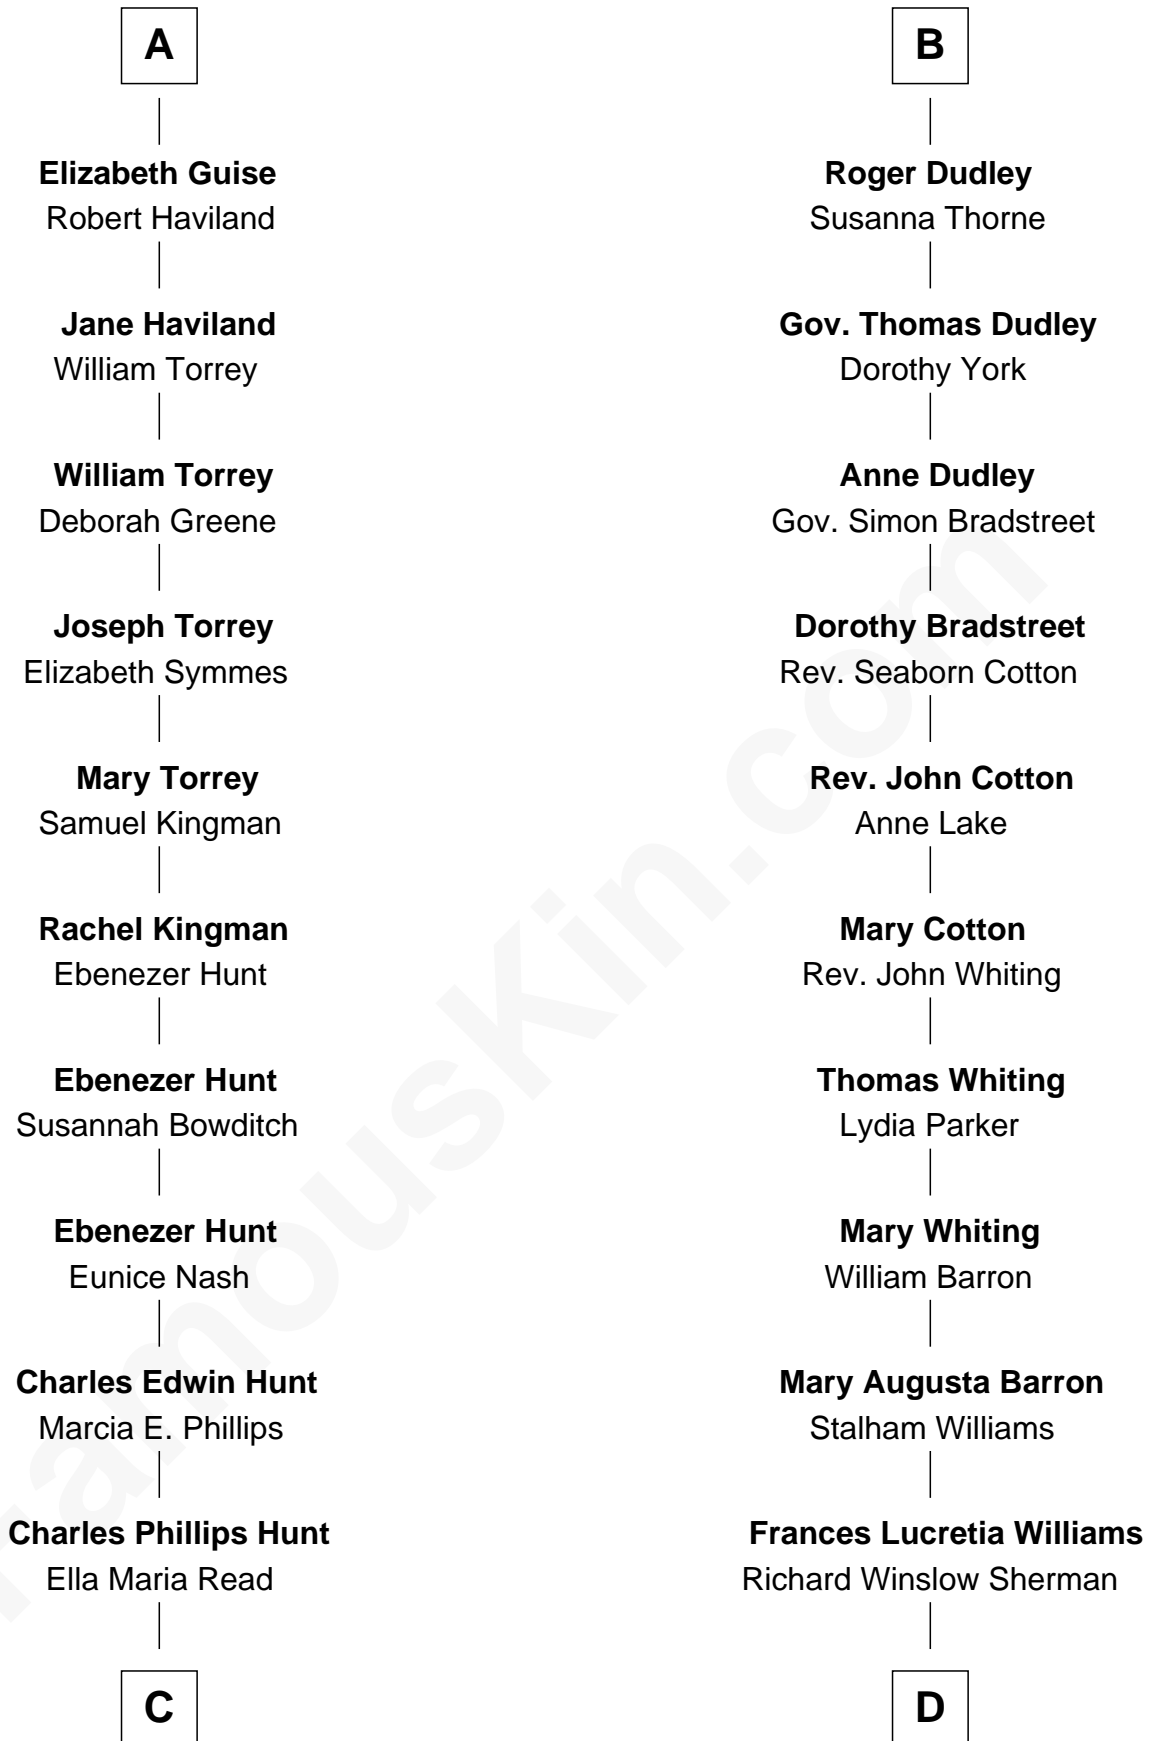 A
Elizabeth Guise
Robert Haviland
Jane Haviland
William Torrey
William Torrey
Deborah Greene
Joseph Torrey
Elizabeth Symmes
Mary Torrey
Samuel Kingman
Rachel Kingman
Ebenezer Hunt
Ebenezer Hunt
Susannah Bowditch
Ebenezer Hunt
Eunice Nash
Charles Edwin Hunt
Marcia E. Phillips
Charles Phillips Hunt
Ella Maria Read
C
B
Roger Dudley
Susanna Thorne
Gov. Thomas Dudley
Dorothy York
Anne Dudley
Gov. Simon Bradstreet
Dorothy Bradstreet
Rev. Seaborn Cotton
Rev. John Cotton
Anne Lake
Mary Cotton
Rev. John Whiting
Thomas Whiting
Lydia Parker
Mary Whiting
William Barron
Mary Augusta Barron
Stalham Williams
Frances Lucretia Williams
Richard Winslow Sherman
D
FamousKin.com